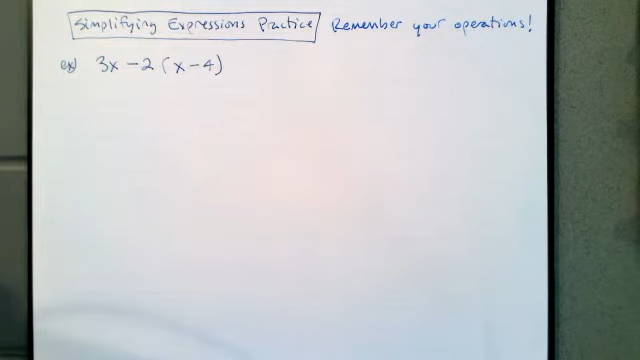 Simplifying Expressions Practice Remember your operations!
ex) 3x - 2 (x - 4)